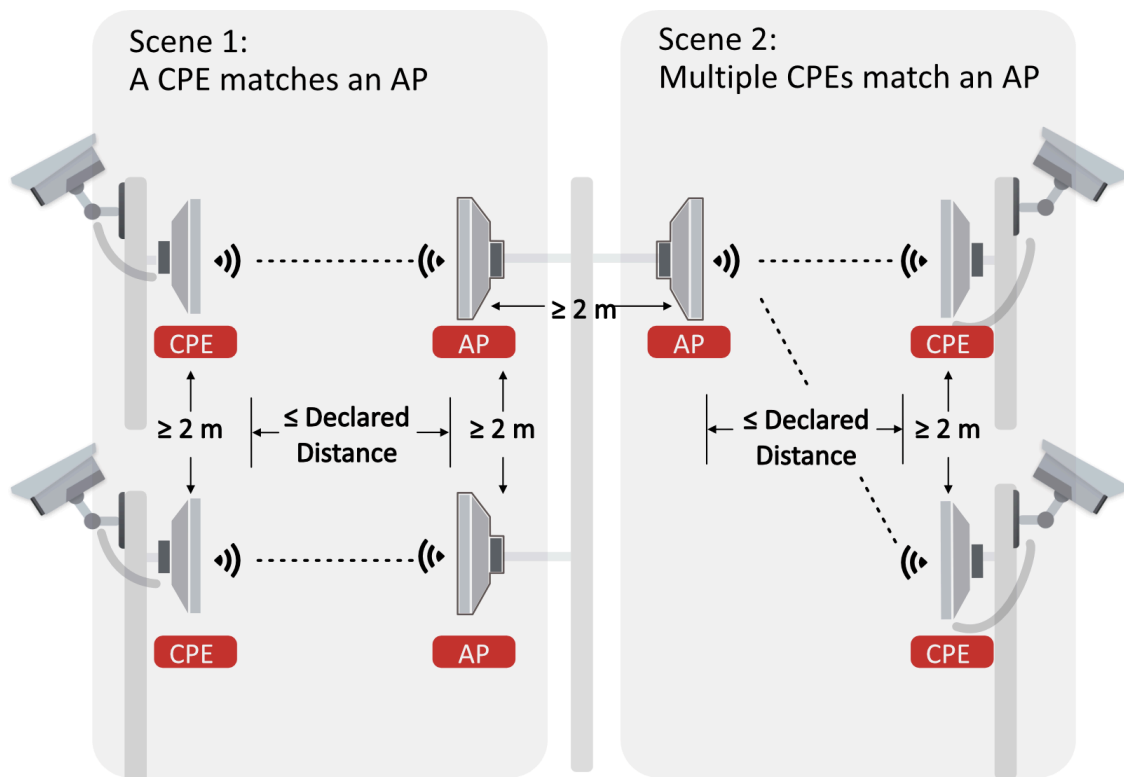 Scene 1:
A CPE matches an AP
Scene 2:
Multiple CPEs match an AP
≥ 2 m
CPE
AP
AP
CPE
≥ 2 m
≤ Declared
Distance
≥ 2 m
≤ Declared
Distance
≥ 2 m
CPE
AP
CPE